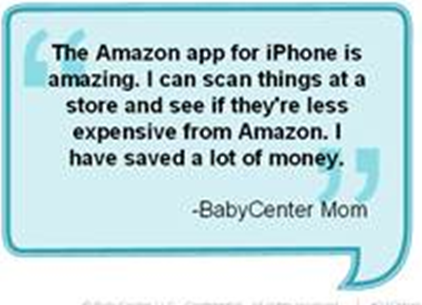 The Amazon app for iPhone is
amazing. I can scan things at a
store and see if they're less
expensive from Amazon. I
have saved a lot of money.
-BabyCenter Mom